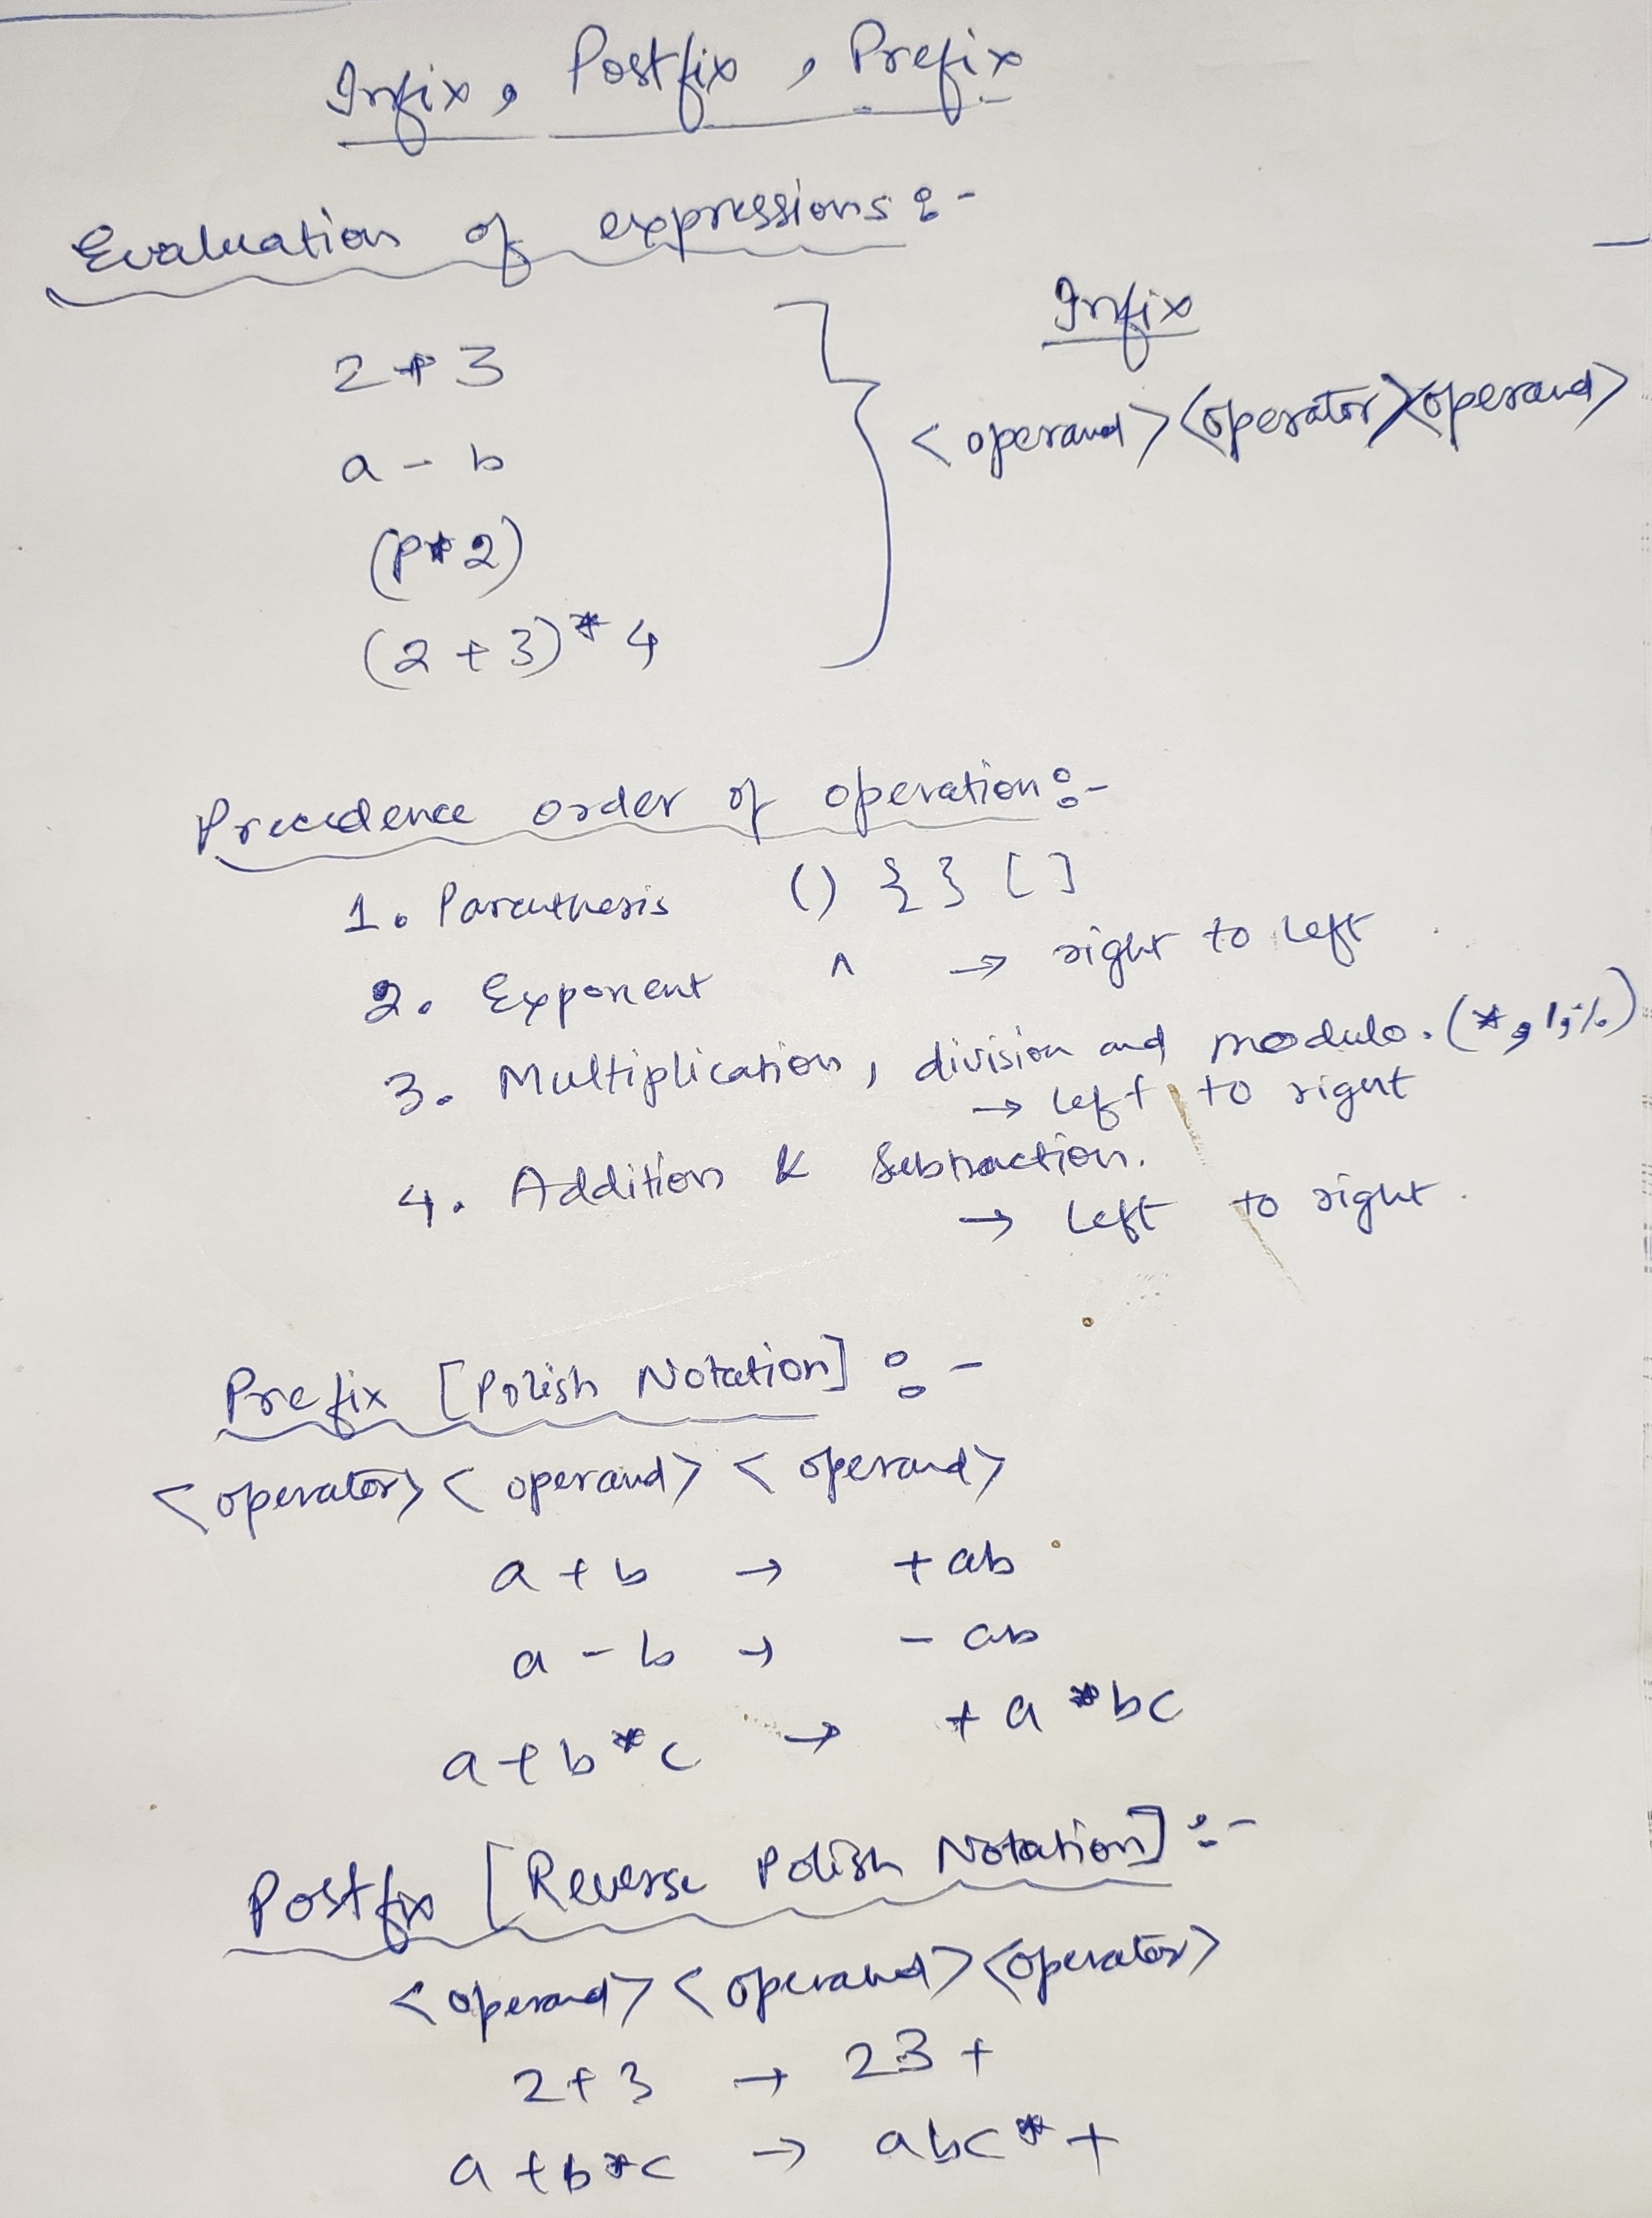 Infix, Postfix, Prefix
Evaluation of expressions :-
2+3
a - b
(p*2)
(2+3)*4
Infix
<operand><operator><operand>
Precedence order of operation :-
1. Paranthesis () {} []
2. Exponent ^ → right to left
3. Multiplication, division and modulo. (*, /, %)
→ left to right
4. Addition & Subtraction.
→ left to right.
Prefix [Polish Notation] :-
<operator><operand><operand>
a+b → +ab
a-b → -ab
a+b*c → +a*bc
Postfix [Reverse Polish Notation] :-
<operand><operand><operator>
2+3 → 23+
a+b*c → abc*+